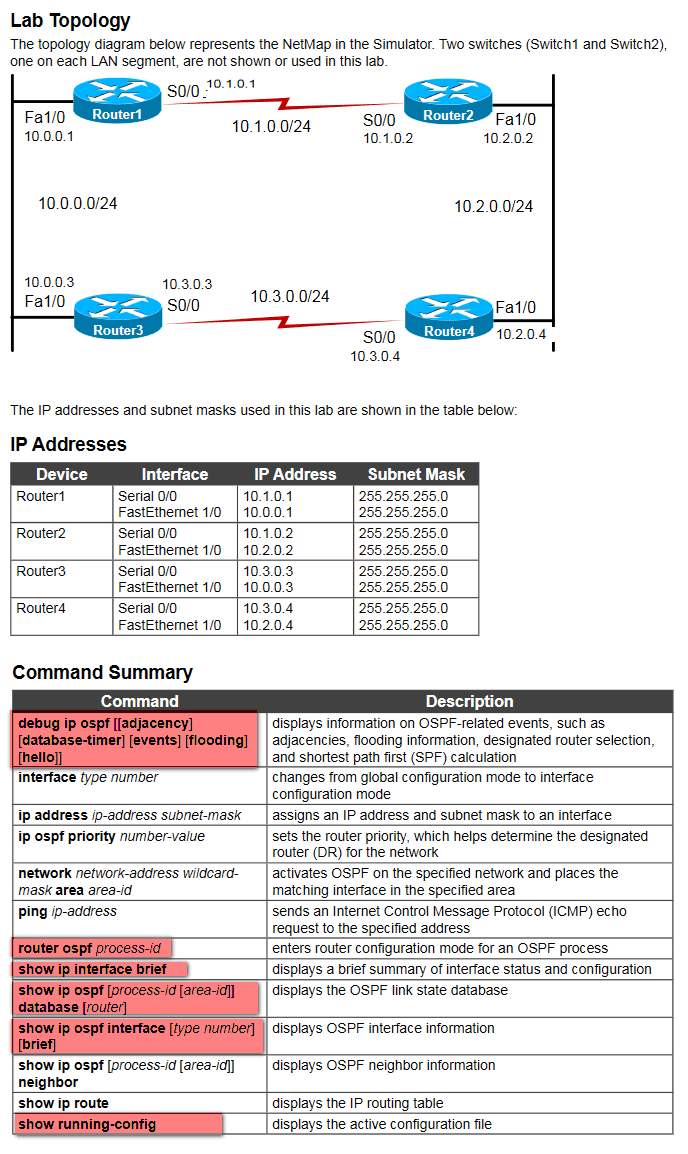 Lab Topology
The topology diagram below represents the NetMap in the Simulator. Two switches (Switch1 and Switch2),
one on each LAN segment, are not shown or used in this lab.
S0/0 10.1.0.1
Fa1/0 Router1
10.0.0.1
10.1.0.0/24
S0/0 Router2 Fa1/0
10.1.0.2 10.2.0.2
10.0.0.0/24 10.2.0.0/24
10.0.0.3 10.3.0.3
Fa1/0 S0/0 10.3.0.0/24
Router3
Router4 Fa1/0
S0/0 10.2.0.4
10.3.0.4
The IP addresses and subnet masks used in this lab are shown in the table below:
IP Addresses
Device Interface IP Address Subnet Mask
Router1 Serial 0/0 10.1.0.1 255.255.255.0
FastEthernet 1/0 10.0.0.1 255.255.255.0
Router2 Serial 0/0 10.1.0.2 255.255.255.0
FastEthernet 1/0 10.2.0.2 255.255.255.0
Router3 Serial 0/0 10.3.0.3 255.255.255.0
FastEthernet 1/0 10.0.0.3 255.255.255.0
Router4 Serial 0/0 10.3.0.4 255.255.255.0
FastEthernet 1/0 10.2.0.4 255.255.255.0
Command Summary
Command Description
debug ip ospf [[adjacency] displays information on OSPF-related events, such as
[database-timer] [events] [flooding] adjacencies, flooding information, designated router selection,
[hello]] and shortest path first (SPF) calculation
interface type number changes from global configuration mode to interface
configuration mode
ip address ip-address subnet-mask assigns an IP address and subnet mask to an interface
ip ospf priority number-value sets the router priority, which helps determine the designated
router (DR) for the network
network network-address wildcard- activates OSPF on the specified network and places the
mask area area-id matching interface in the specified area
ping ip-address sends an Internet Control Message Protocol (ICMP) echo
request to the specified address
router ospf process-id enters router configuration mode for an OSPF process
show ip interface brief displays a brief summary of interface status and configuration
show ip ospf [process-id [area-id]] displays the OSPF link state database
database [router]
show ip ospf interface [type number] displays OSPF interface information
[brief]
show ip ospf [process-id [area-id]] displays OSPF neighbor information
neighbor
show ip route displays the IP routing table
show running-config displays the active configuration file